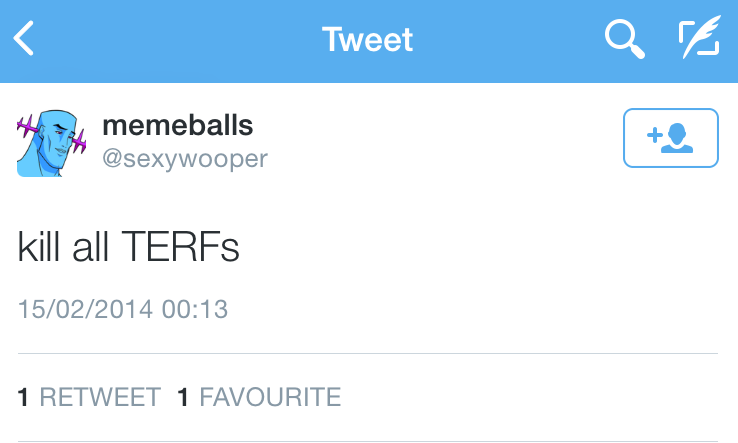 Tweet
memeballs
@sexywooper
kill all TERFs
15/02/2014 00:13
1 RETWEET 1 FAVOURITE